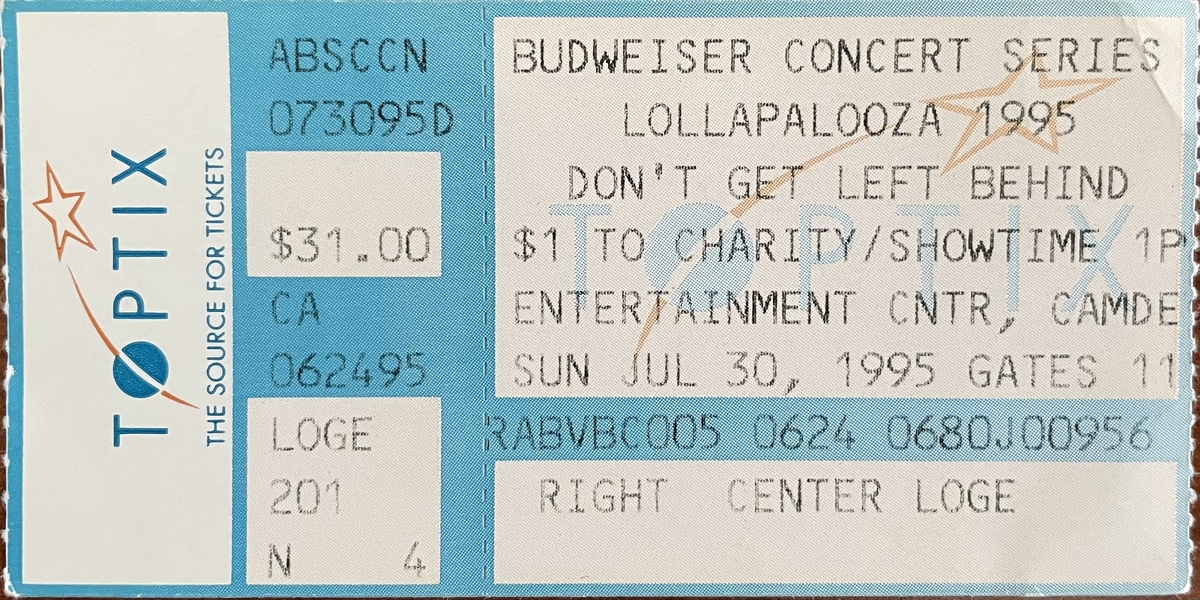 TOPTIX
THE SOURCE FOR TICKETS
ABSCCN
073095D
$31.00
CA
062495
LOGE
201
N 4
BUDWEISER CONCERT SERIES
LOLLAPALOOZA 1995
DON'T GET LEFT BEHIND
$1 TO CHARITY/SHOWTIME 1P
ENTERTAINMENT CNTR, CAMDE
SUN JUL 30, 1995 GATES 11
RABVBC005 0624 0680J00956
RIGHT CENTER LOGE
TOPTIX